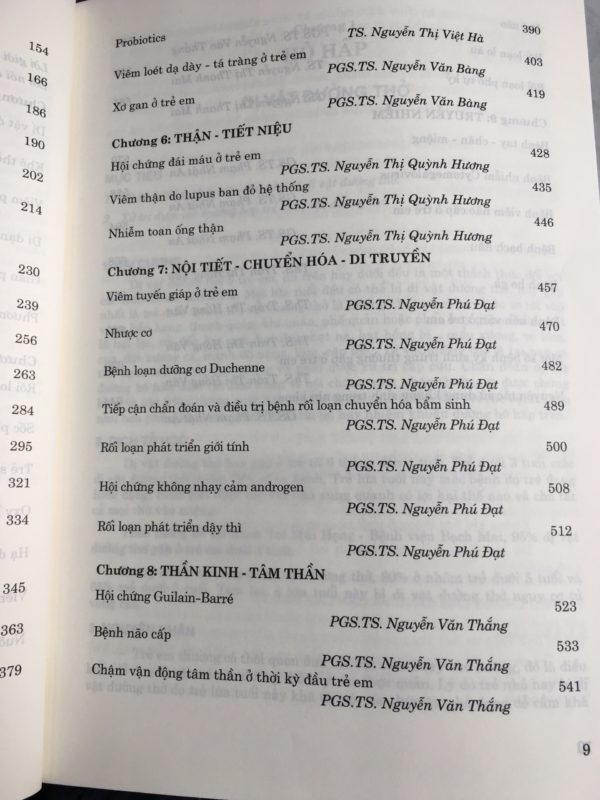 154
166
186
190
202
214
230
239
256
263
284
295
321
334
345
363
379
Probiotics 390
TS. Nguyễn Thị Việt Hà
Viêm loét dạ dày - tá tràng ở trẻ em 403
PGS.TS. Nguyễn Văn Bàng
Xơ gan ở trẻ em 419
PGS.TS. Nguyễn Văn Bàng
Chương 6: THẬN - TIẾT NIỆU
Hội chứng đái máu ở trẻ em 428
PGS.TS. Nguyễn Thị Quỳnh Hương
Viêm thận do lupus ban đỏ hệ thống 435
PGS.TS. Nguyễn Thị Quỳnh Hương
Nhiễm toan ống thận 446
PGS.TS. Nguyễn Thị Quỳnh Hương
Chương 7: NỘI TIẾT - CHUYỂN HÓA - DI TRUYỀN
Viêm tuyến giáp ở trẻ em 457
PGS.TS. Nguyễn Phú Đạt
Nhược cơ 470
PGS.TS. Nguyễn Phú Đạt
Bệnh loạn dưỡng cơ Duchenne 482
PGS.TS. Nguyễn Phú Đạt
Tiếp cận chẩn đoán và điều trị bệnh rối loạn chuyển hóa bẩm sinh 489
PGS.TS. Nguyễn Phú Đạt
Rối loạn phát triển giới tính 500
PGS.TS. Nguyễn Phú Đạt
Hội chứng không nhạy cảm androgen 508
PGS.TS. Nguyễn Phú Đạt
Rối loạn phát triển dậy thì 512
PGS.TS. Nguyễn Phú Đạt
Chương 8: THẦN KINH - TÂM THẦN
Hội chứng Guilain-Barré 523
PGS.TS. Nguyễn Văn Thắng
Bệnh não cấp 533
PGS.TS. Nguyễn Văn Thắng
Chậm vận động tâm thần ở thời kỳ đầu trẻ em 541
PGS.TS. Nguyễn Văn Thắng
9